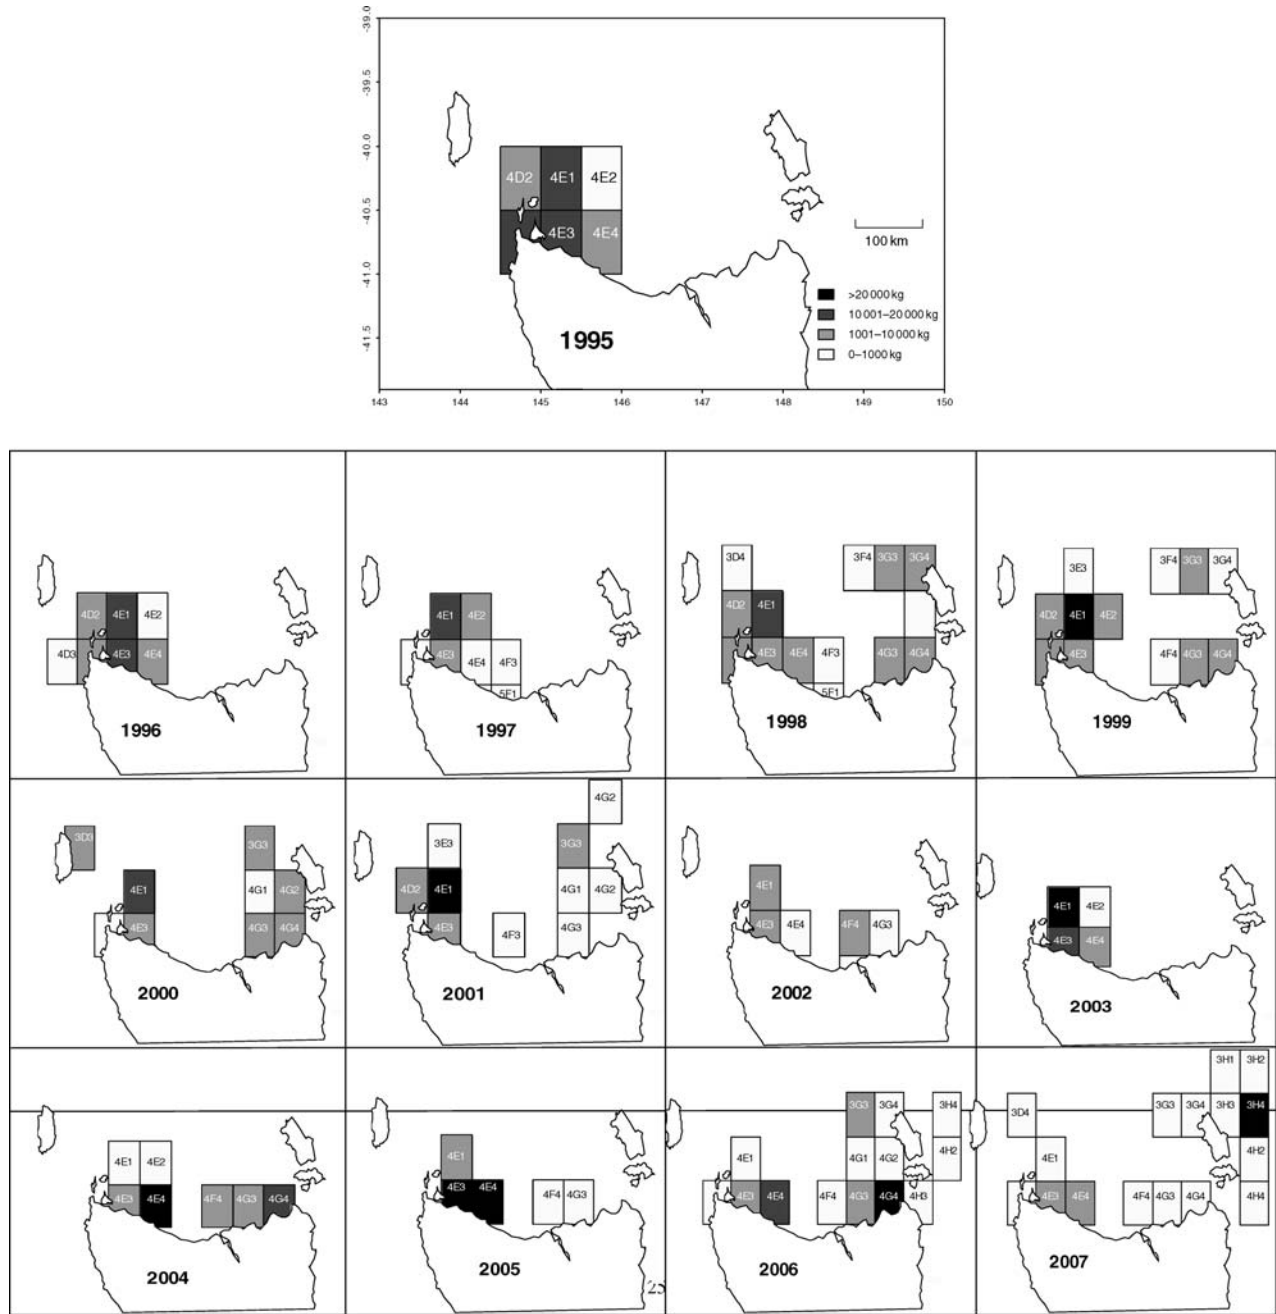 -39.0
-39.5
-40.0
4D2 4E1 4E2
-40.5
4E3 4E4
100 km
-41.0
>20 000 kg
10 001–20 000 kg
-41.5
1995
1001–10 000 kg
0–1000 kg
143 144 145 146 147 148 149 150
4D2 4E1 4E2
4D3 4E3 4E4
1996
4E1 4E2
4E3 4E4 4F3
5F1
1997
3D4 3F4 3G3 3G4
4D2 4E1
4E3 4E4 4F3 4G3 4G4
5F1
1998
3E3 3F4 3G3 3G4
4D2 4E1 4E2
4E3 4F4 4G3 4G4
1999
3D3 3G3
4E1 4G1 4G2
4E3 4G3 4G4
2000
4G2
3E3 3G3
4D2 4E1 4G1 4G2
4E3 4F3 4G3
2001
4E1
4E3 4E4 4F4 4G3
2002
4E1 4E2
4E3 4E4
2003
4E1 4E2
4E3 4E4 4F4 4G3 4G4
2004
4E1
4E3 4E4 4F4 4G3
2005
25
3G3 3G4 3H4
4E1 4G1 4G2 4H2
4E3 4E4 4F4 4G3 4G4 4H3
2006
3H1 3H2
3D4 3G3 3G4 3H3 3H4
4E1 4H2
4E3 4E4 4F4 4G3 4G4 4H4
2007